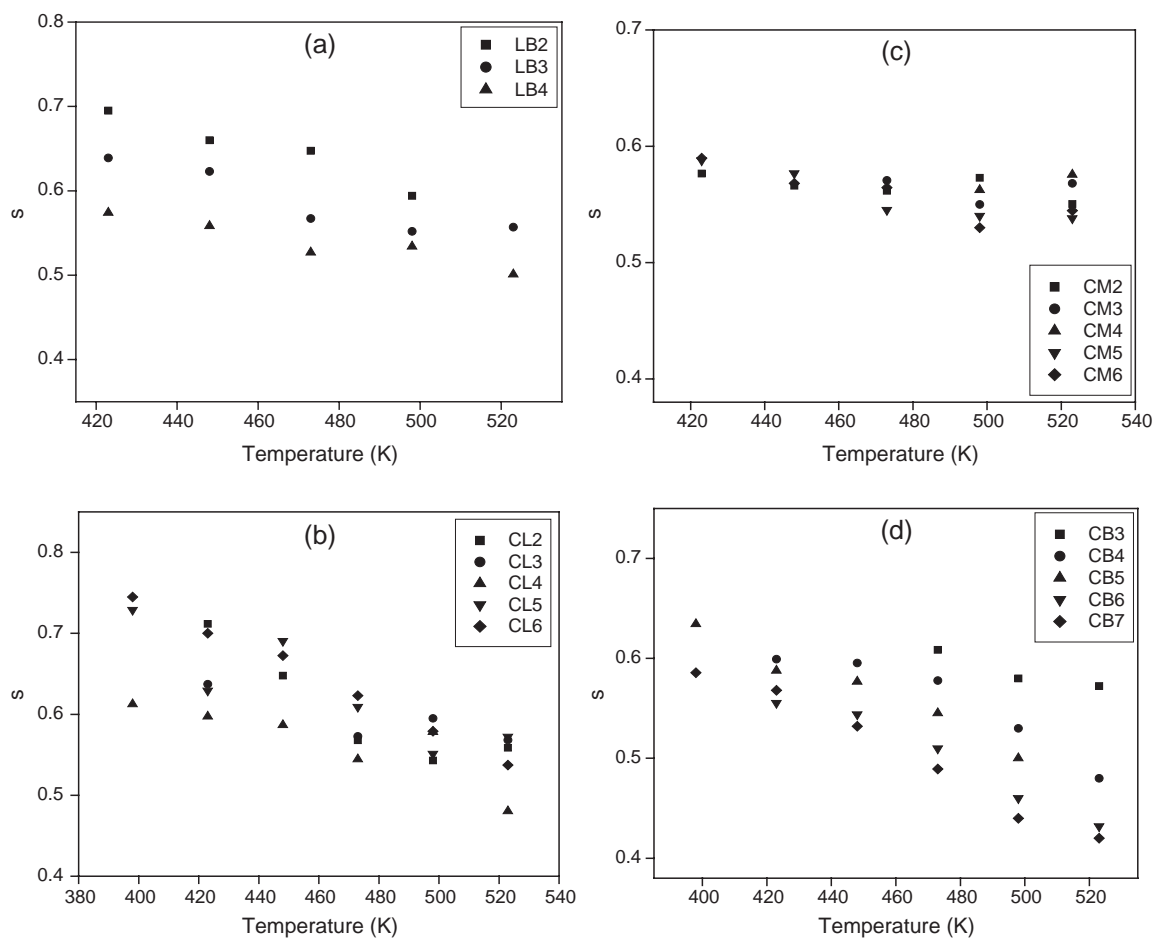 (a)
LB2
LB3
LB4
0.8
0.7
0.6
0.5
0.4
s
420 440 460 480 500 520
Temperature (K)
(c)
CM2
CM3
CM4
CM5
CM6
0.7
0.6
0.5
0.4
s
420 440 460 480 500 520 540
Temperature (K)
(b)
CL2
CL3
CL4
CL5
CL6
0.8
0.7
0.6
0.5
0.4
s
380 400 420 440 460 480 500 520 540
Temperature (K)
(d)
CB3
CB4
CB5
CB6
CB7
0.7
0.6
0.5
0.4
s
400 420 440 460 480 500 520
Temperature (K)